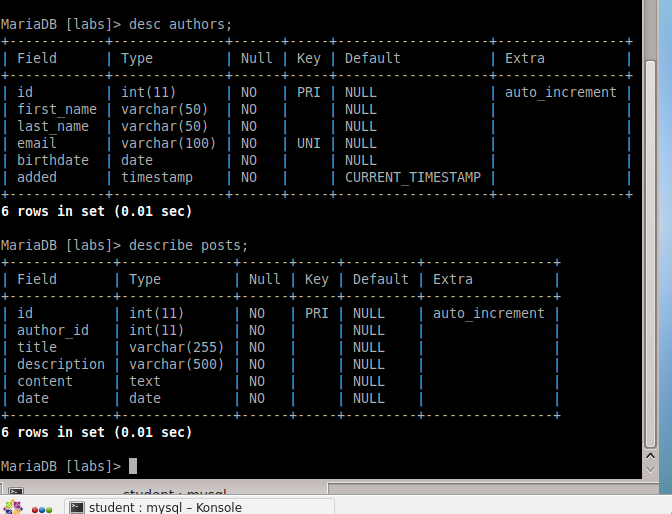 MariaDB [labs]> desc authors;
+------------+--------------+------+-----+-------------------+----------------+
| Field      | Type         | Null | Key | Default           | Extra          |
+------------+--------------+------+-----+-------------------+----------------+
| id         | int(11)      | NO   | PRI | NULL              | auto_increment |
| first_name | varchar(50)  | NO   |     | NULL              |                |
| last_name  | varchar(50)  | NO   |     | NULL              |                |
| email      | varchar(100) | NO   | UNI | NULL              |                |
| birthdate  | date         | NO   |     | NULL              |                |
| added      | timestamp    | NO   |     | CURRENT_TIMESTAMP |                |
+------------+--------------+------+-----+-------------------+----------------+
6 rows in set (0.01 sec)
MariaDB [labs]> describe posts;
+-------------+--------------+------+-----+---------+----------------+
| Field       | Type         | Null | Key | Default | Extra          |
+-------------+--------------+------+-----+---------+----------------+
| id          | int(11)      | NO   | PRI | NULL    | auto_increment |
| author_id   | int(11)      | NO   |     | NULL    |                |
| title       | varchar(255) | NO   |     | NULL    |                |
| description | varchar(500) | NO   |     | NULL    |                |
| content     | text         | NO   |     | NULL    |                |
| date        | date         | NO   |     | NULL    |                |
+-------------+--------------+------+-----+---------+----------------+
6 rows in set (0.01 sec)
MariaDB [labs]>
student : mysql
student : mysql – Konsole